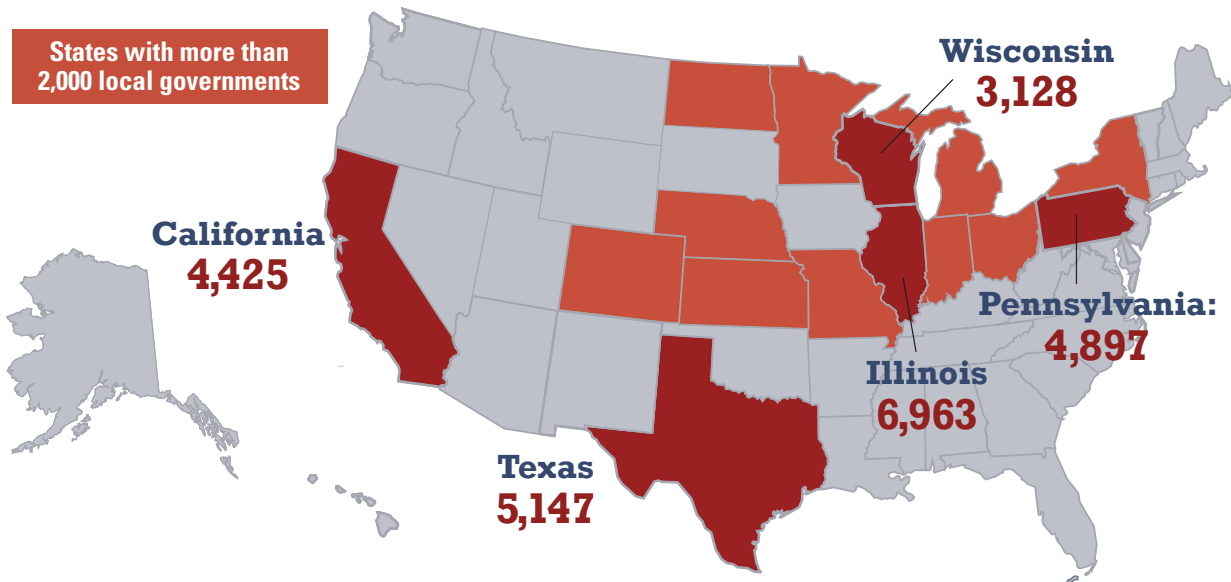 States with more than
2,000 local governments
Wisconsin
3,128
California
4,425
Pennsylvania:
4,897
Illinois
6,963
Texas
5,147